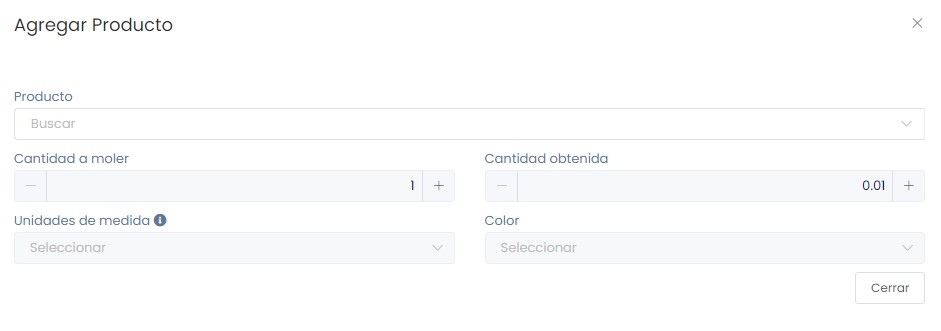 Agregar Producto
Producto
Buscar
Cantidad a moler
Cantidad obtenida
1
0.01
Unidades de medida
Color
Seleccionar
Seleccionar
Cerrar